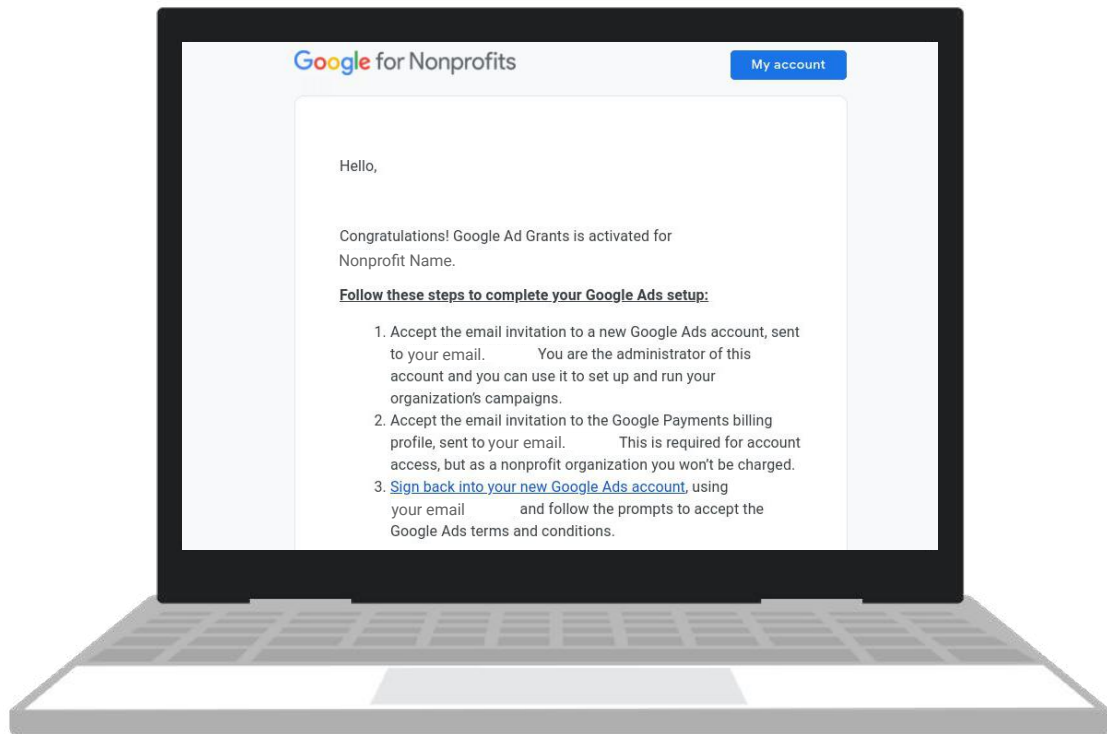 Google for Nonprofits
My account
Hello,
Congratulations! Google Ad Grants is activated for
Nonprofit Name.
Follow these steps to complete your Google Ads setup:
1. Accept the email invitation to a new Google Ads account, sent
to your email. You are the administrator of this
account and you can use it to set up and run your
organization's campaigns.
2. Accept the email invitation to the Google Payments billing
profile, sent to your email. This is required for account
access, but as a nonprofit organization you won't be charged.
3. Sign back into your new Google Ads account, using
your email and follow the prompts to accept the
Google Ads terms and conditions.